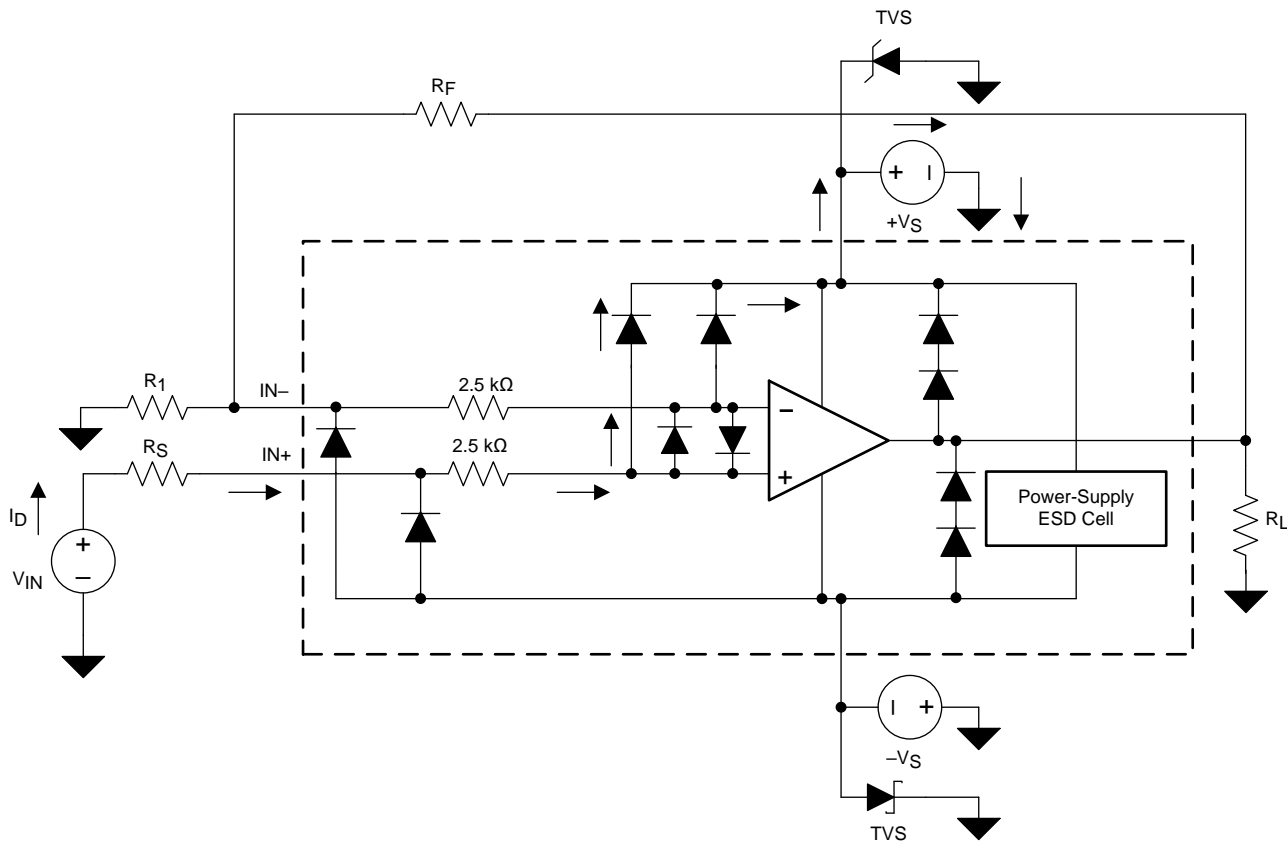 TVS
RF
+ –
+VS
R1
IN–
2.5 kΩ
–
RS
IN+
2.5 kΩ
+
Power-Supply
ESD Cell
RL
ID
+
VIN
–
– +
–VS
TVS